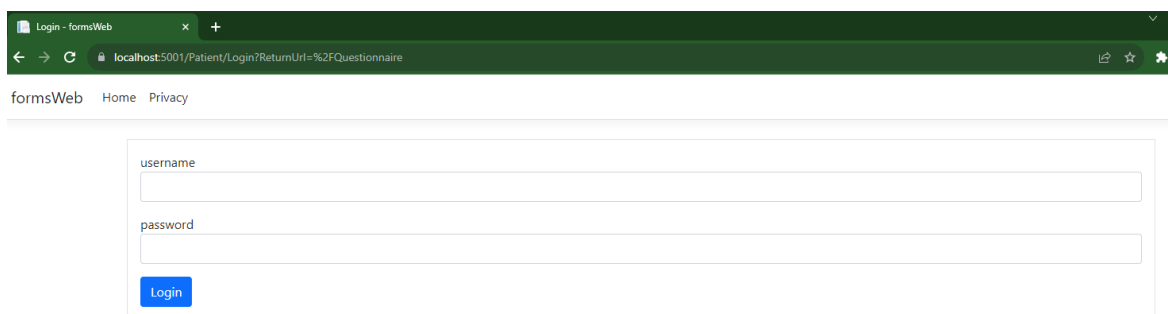 Login - formsWeb
localhost:5001/Patient/Login?ReturnUrl=%2FQuestionnaire
formsWeb Home Privacy
username
password
Login